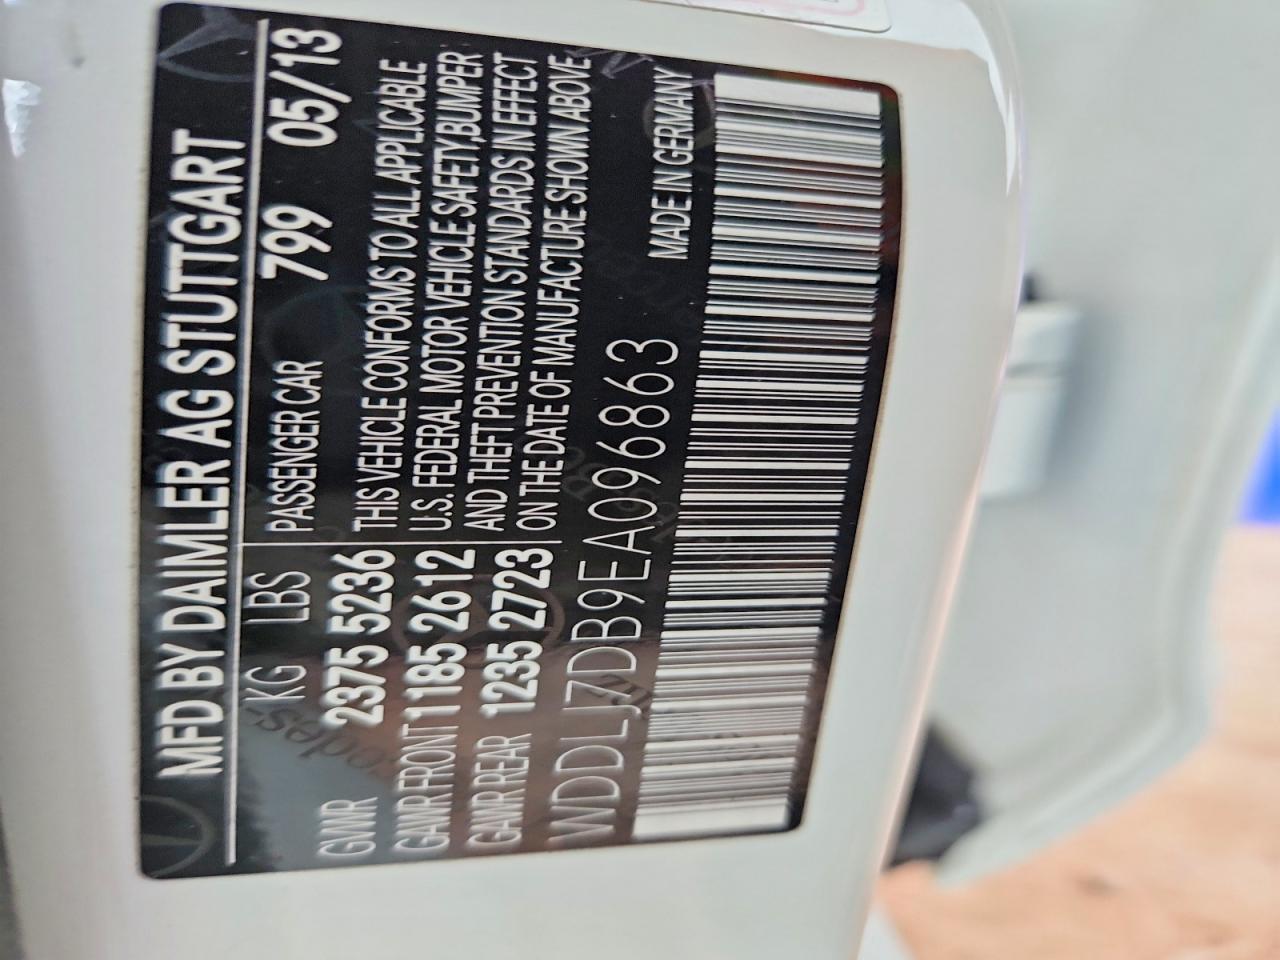 MFD BY DAIMLER AG STUTTGART
KG LBS PASSENGER CAR 799 05/13
GVWR 2375 5236 THIS VEHICLE CONFORMS TO ALL APPLICABLE
GAWR FRONT 1185 2612 U.S. FEDERAL MOTOR VEHICLE SAFETY,BUMPER
GAWR REAR 1235 2723 AND THEFT PREVENTION STANDARDS IN EFFECT
ON THE DATE OF MANUFACTURE SHOWN ABOVE
WDDLJ7DB9EA096863 MADE IN GERMANY